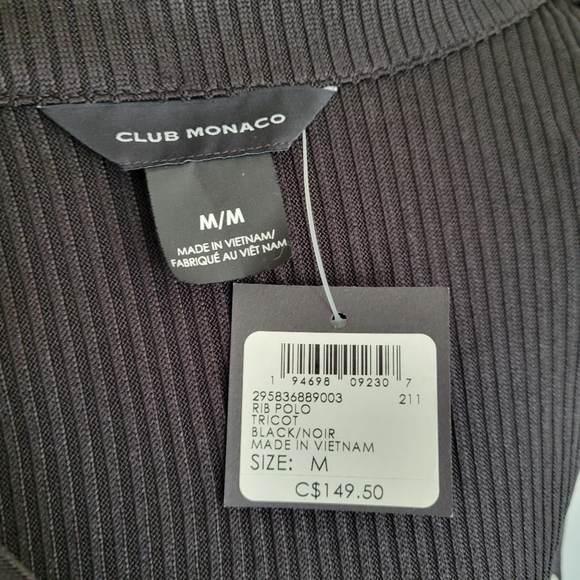 CLUB MONACO
M/M
MADE IN VIETNAM/
FABRIQUÉ AU VIÊT NAM
1 94698 09230 7
295836889003 211
RIB POLO
TRICOT
BLACK/NOIR
MADE IN VIETNAM
SIZE: M
C$149.50